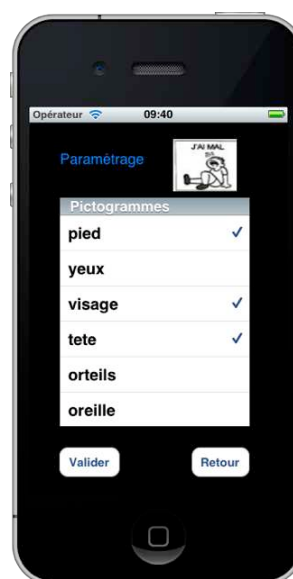 Opérateur 09:40
J'AI MAL
Paramétrage
Pictogrammes
pied
yeux
visage
tete
orteils
oreille
Valider Retour